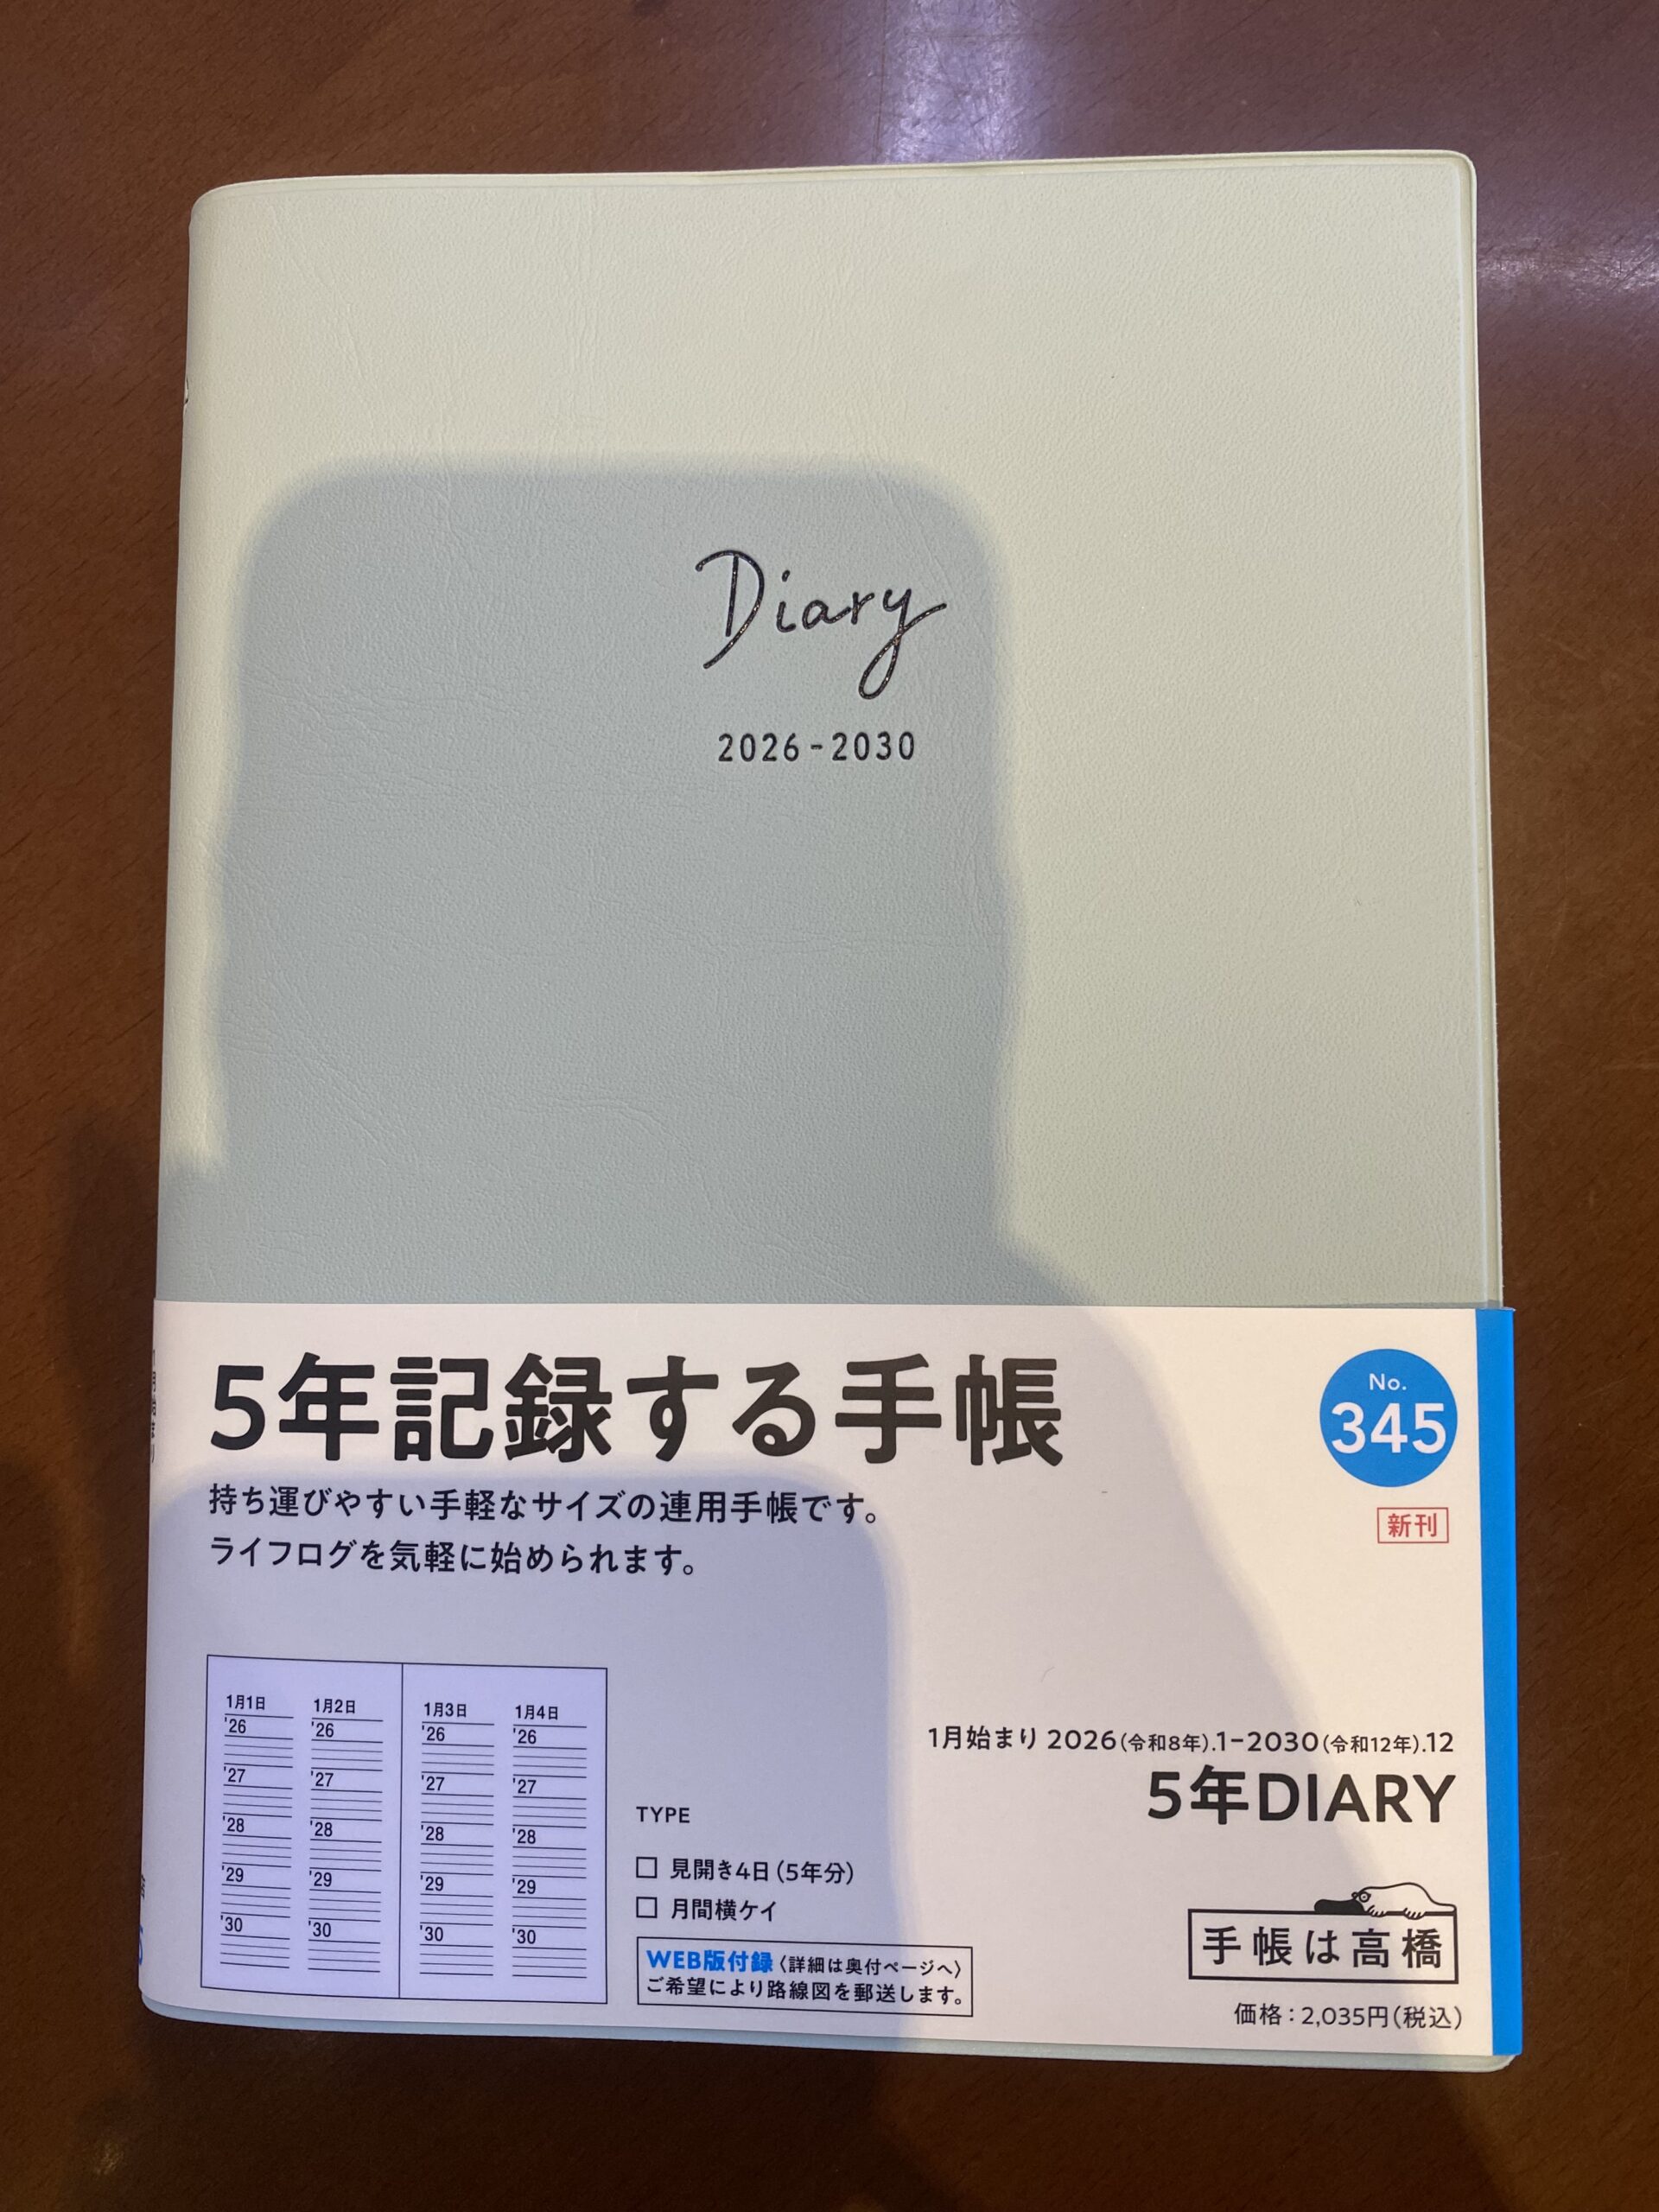 Diary
2026-2030
5年記録する手帳
持ち運びやすい手軽なサイズの連用手帳です。
ライフログを気軽に始められます。
No.
345
新刊
1月1日
'26
'27
'28
'29
'30
1月2日
'26
'27
'28
'29
'30
1月3日
'26
'27
'28
'29
'30
1月4日
'26
'27
'28
'29
'30
TYPE
□ 見開き4日(5年分)
□ 月間横ケイ
WEB版付録〈詳細は奥付ページへ〉
ご希望により路線図を郵送します。
1月始まり 2026(令和8年).1-2030(令和12年).12
5年DIARY
手帳は高橋
価格:2,035円(税込)